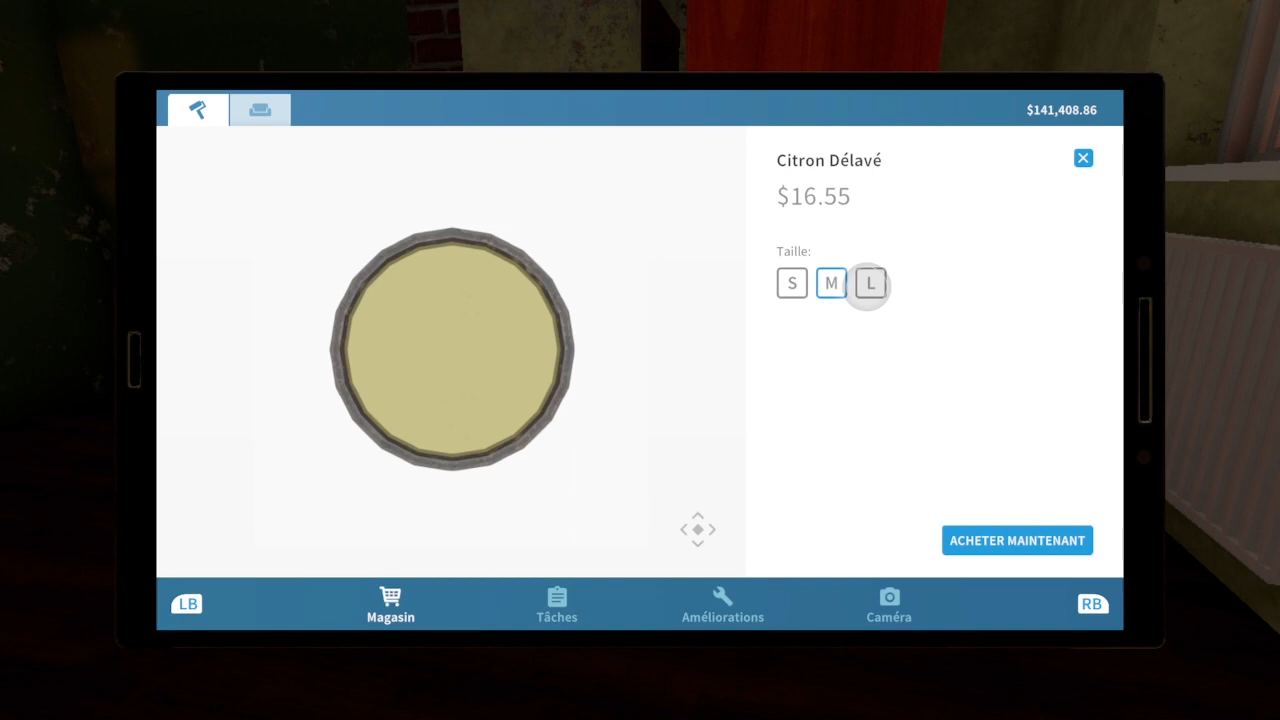 $141,408.86
Citron Délavé
$16.55
Taille:
S M L
ACHETER MAINTENANT
LB Magasin Tâches Améliorations Caméra RB